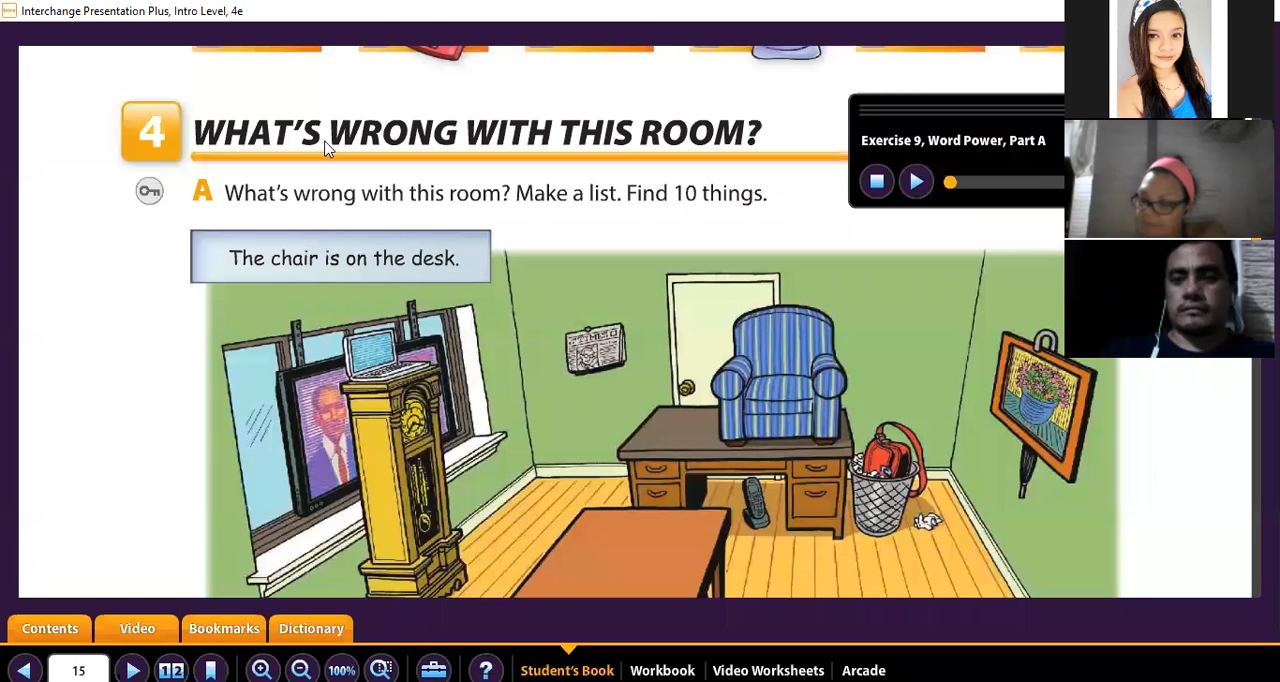 Interchange Presentation Plus, Intro Level, 4e
4 WHAT'S WRONG WITH THIS ROOM?
Exercise 9, Word Power, Part A
A What's wrong with this room? Make a list. Find 10 things.
The chair is on the desk.
Contents Video Bookmarks Dictionary
15 1 2 100% ? Student's Book Workbook Video Worksheets Arcade